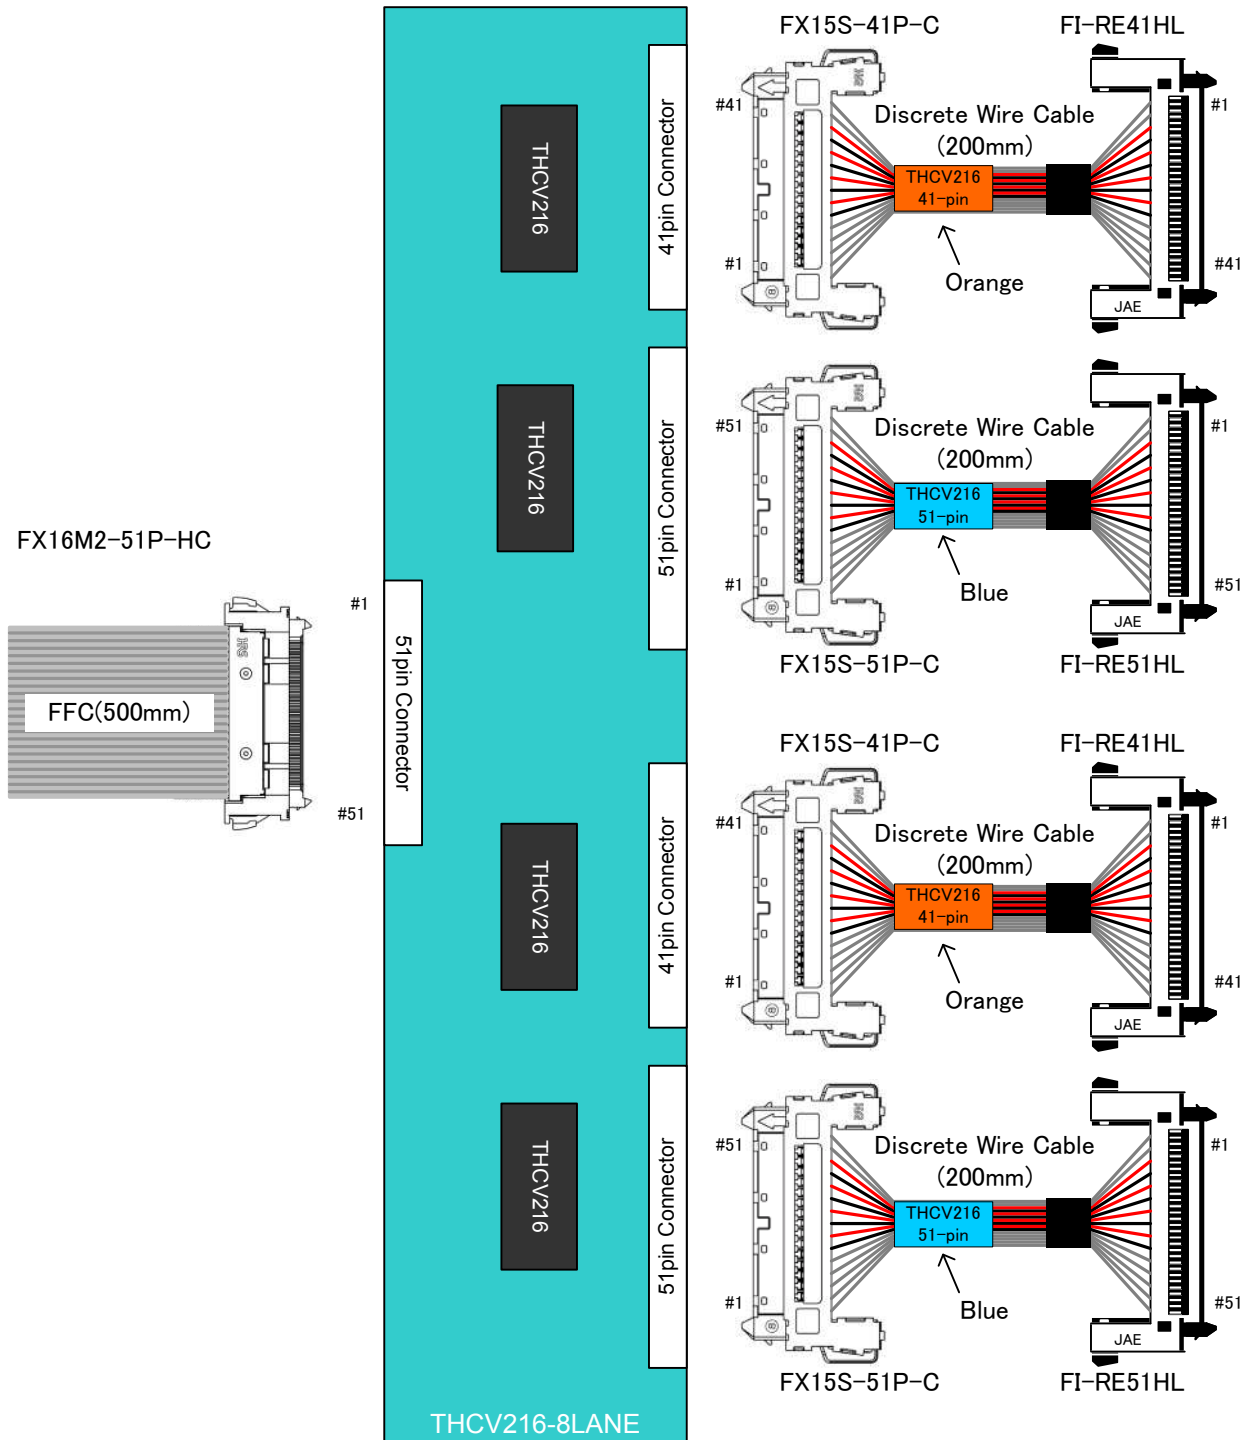 FX15S-41P-C
FI-RE41HL
#41
#1
Discrete Wire Cable
(200mm)
THCV216
41-pin
Orange
#1
#41
JAE
THCV216
41pin Connector
#51
#1
Discrete Wire Cable
(200mm)
THCV216
51-pin
Blue
#1
#51
JAE
FX15S-51P-C
FI-RE51HL
THCV216
51pin Connector
FX16M2-51P-HC
#1
FFC(500mm)
#51
51pin Connector
FX15S-41P-C
FI-RE41HL
#41
#1
Discrete Wire Cable
(200mm)
THCV216
41-pin
Orange
#1
#41
JAE
THCV216
41pin Connector
#51
#1
Discrete Wire Cable
(200mm)
THCV216
51-pin
Blue
#1
#51
JAE
FX15S-51P-C
FI-RE51HL
THCV216
51pin Connector
THCV216-8LANE